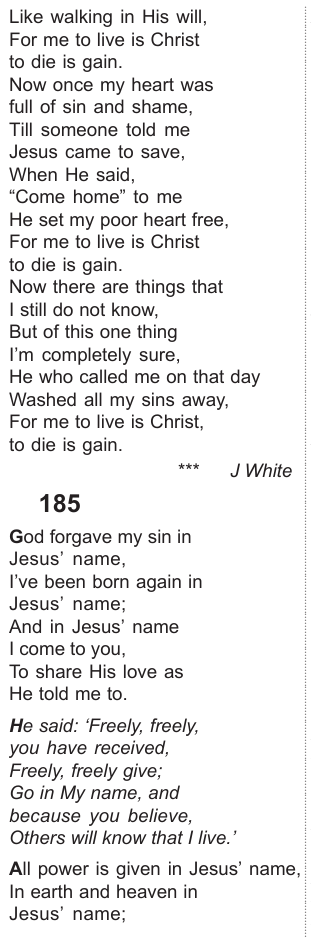 Like walking in His will,
For me to live is Christ
to die is gain.
Now once my heart was
full of sin and shame,
Till someone told me
Jesus came to save,
When He said,
“Come home” to me
He set my poor heart free,
For me to live is Christ
to die is gain.
Now there are things that
I still do not know,
But of this one thing
I’m completely sure,
He who called me on that day
Washed all my sins away,
For me to live is Christ,
to die is gain.
*** J White
185
God forgave my sin in
Jesus’ name,
I’ve been born again in
Jesus’ name;
And in Jesus’ name
I come to you,
To share His love as
He told me to.
He said: ‘Freely, freely,
you have received,
Freely, freely give;
Go in My name, and
because you believe,
Others will know that I live.’
All power is given in Jesus’ name,
In earth and heaven in
Jesus’ name;